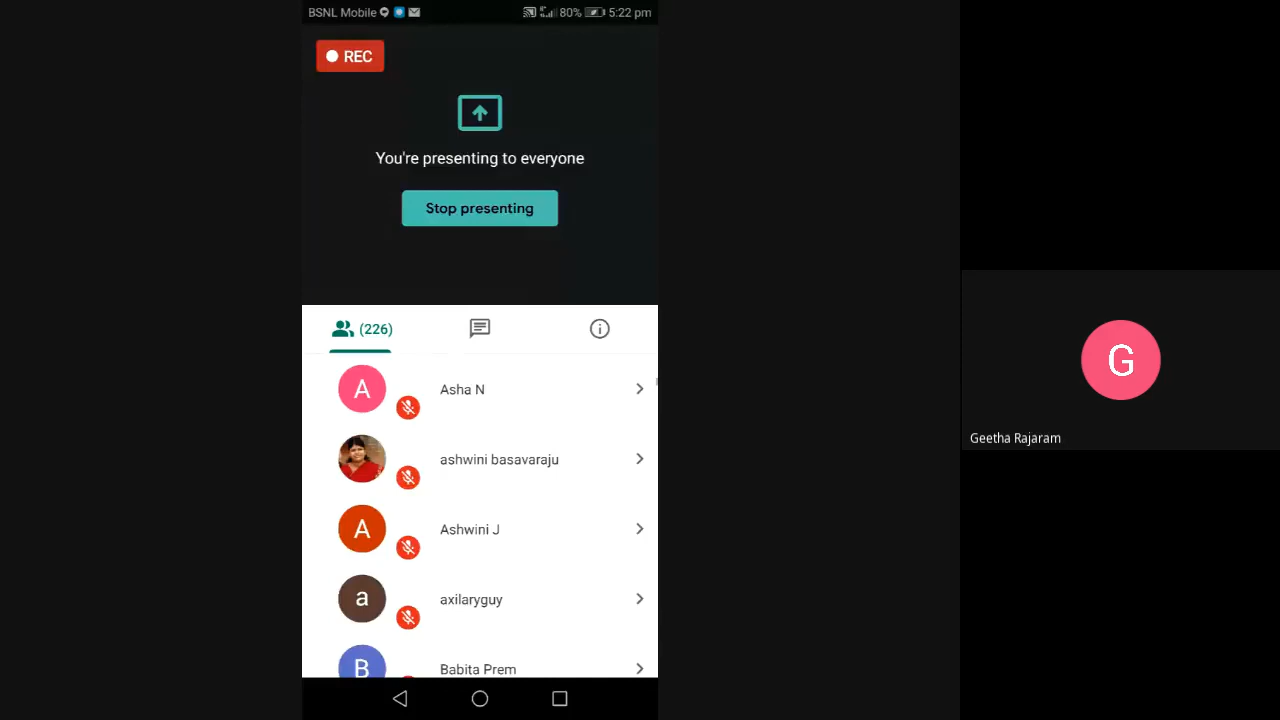 BSNL Mobile 80% 5:22 pm
REC
You're presenting to everyone
Stop presenting
(226)
A Asha N
ashwini basavaraju
A Ashwini J
a axilaryguy
B Babita Prem
G
Geetha Rajaram